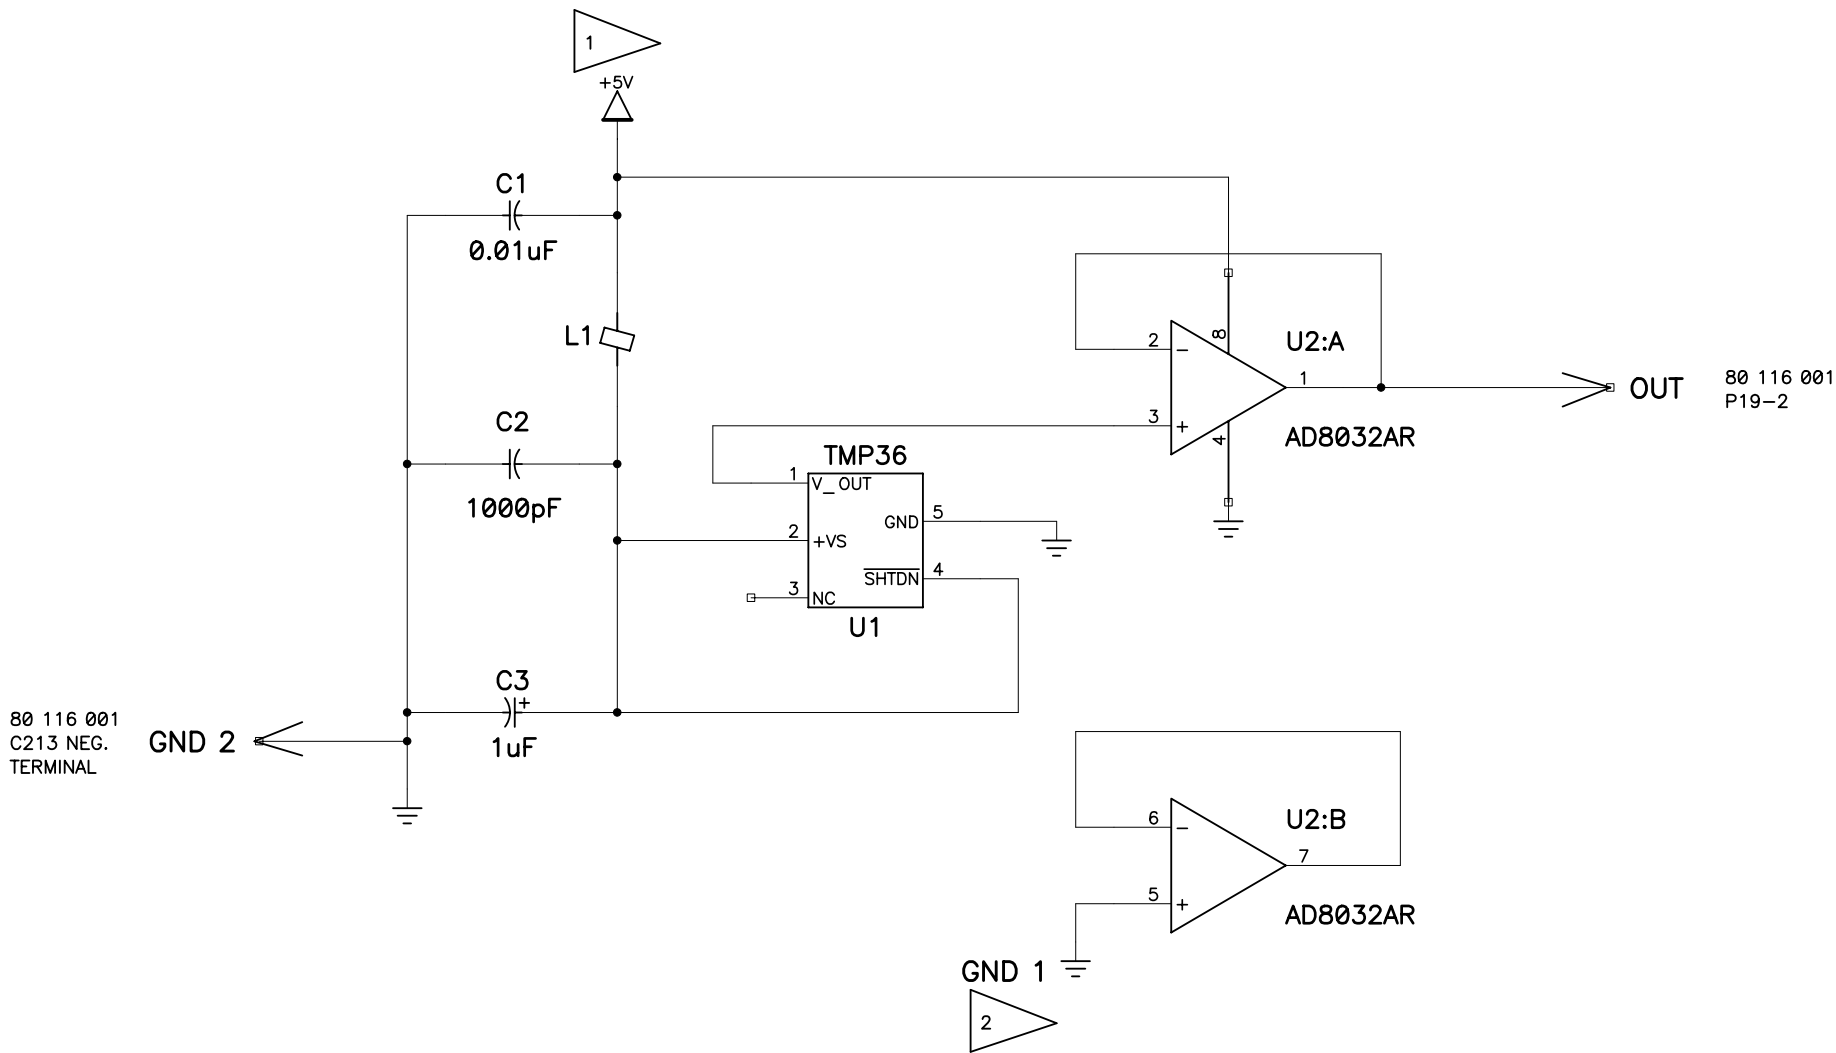 1
+5V
C1
0.01uF
L1
C2
1000pF
C3
+
1uF
80 116 001
C213 NEG.
TERMINAL
GND 2
TMP36
1
V_OUT
2
+VS
3
NC
GND
5
SHTDN
4
U1
8
2
−
3
+
4
1
U2:A
AD8032AR
OUT
80 116 001
P19−2
6
−
5
+
7
U2:B
AD8032AR
GND 1
2